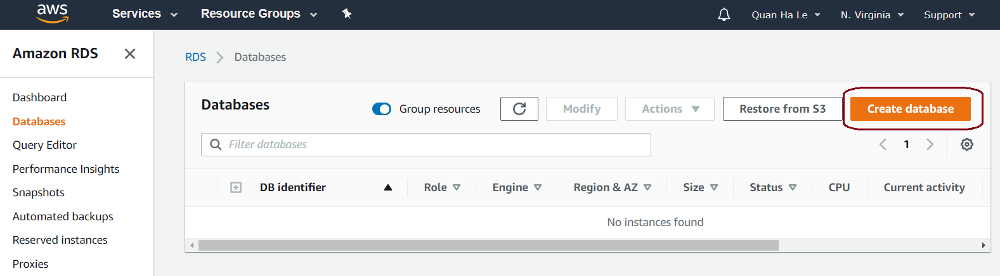 aws Services Resource Groups Quan Ha Le N. Virginia Support
Amazon RDS
Dashboard
Databases
Query Editor
Performance Insights
Snapshots
Automated backups
Reserved instances
Proxies
RDS Databases
Databases Group resources Modify Actions Restore from S3 Create database
Filter databases 1
DB identifier Role Engine Region & AZ Size Status CPU Current activity
No instances found